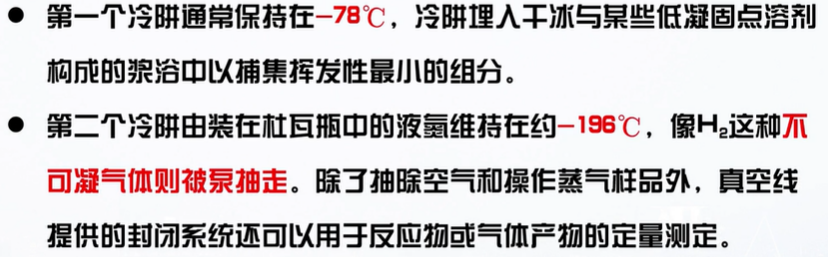 ● 第一个冷阱通常保持在-78℃，冷阱埋入干冰与某些低凝固点溶剂
构成的浆浴中以捕集挥发性最小的组分。
● 第二个冷阱由装在杜瓦瓶中的液氮维持在约-196℃，像H₂这种不
可凝气体则被泵抽走。除了抽除空气和操作蒸气样品外，真空线
提供的封闭系统还可以用于反应物或气体产物的定量测定。